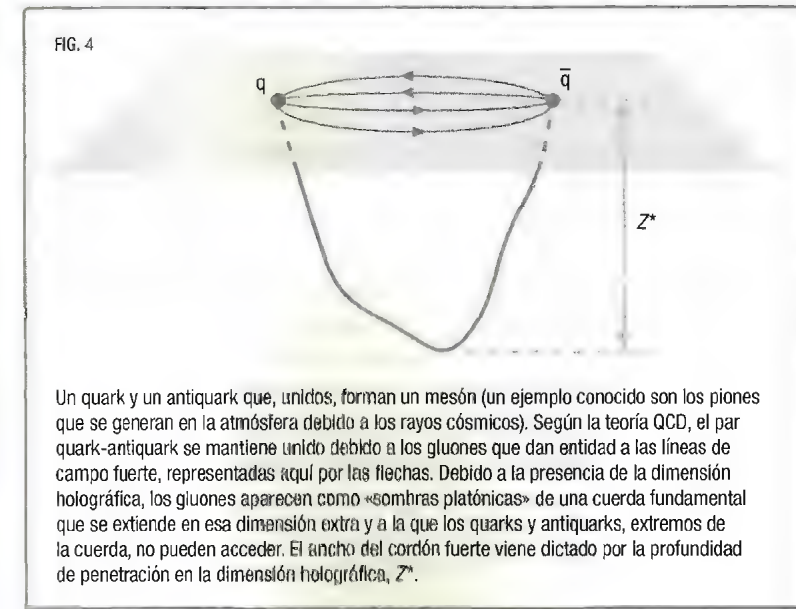 FIG. 4
q
q̅
Z*
Un quark y un antiquark que, unidos, forman un mesón (un ejemplo conocido son los piones
que se generan en la atmósfera debido a los rayos cósmicos). Según la teoría QCD, el par
quark-antiquark se mantiene unido debido a los gluones que dan entidad a las líneas de
campo fuerte, representadas aquí por las flechas. Debido a la presencia de la dimensión
holográfica, los gluones aparecen como «sombras platónicas» de una cuerda fundamental
que se extiende en esa dimensión extra y a la que los quarks y antiquarks, extremos de
la cuerda, no pueden acceder. El ancho del cordón fuerte viene dictado por la profundidad
de penetración en la dimensión holográfica, Z*.